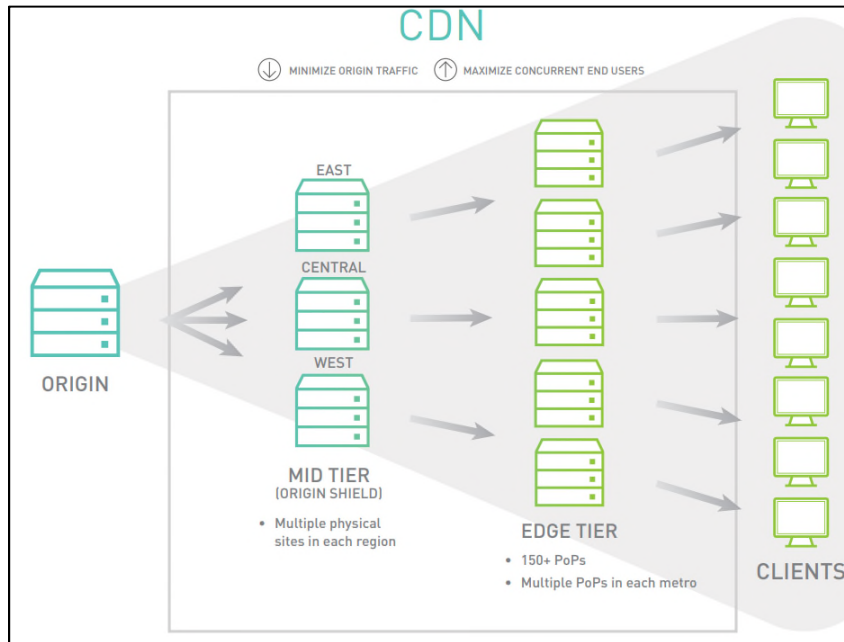 CDN
MINIMIZE ORIGIN TRAFFIC
MAXIMIZE CONCURRENT END USERS
ORIGIN
EAST
CENTRAL
WEST
MID TIER
(ORIGIN SHIELD)
• Multiple physical
sites in each region
EDGE TIER
• 150+ PoPs
• Multiple PoPs in each metro
CLIENTS